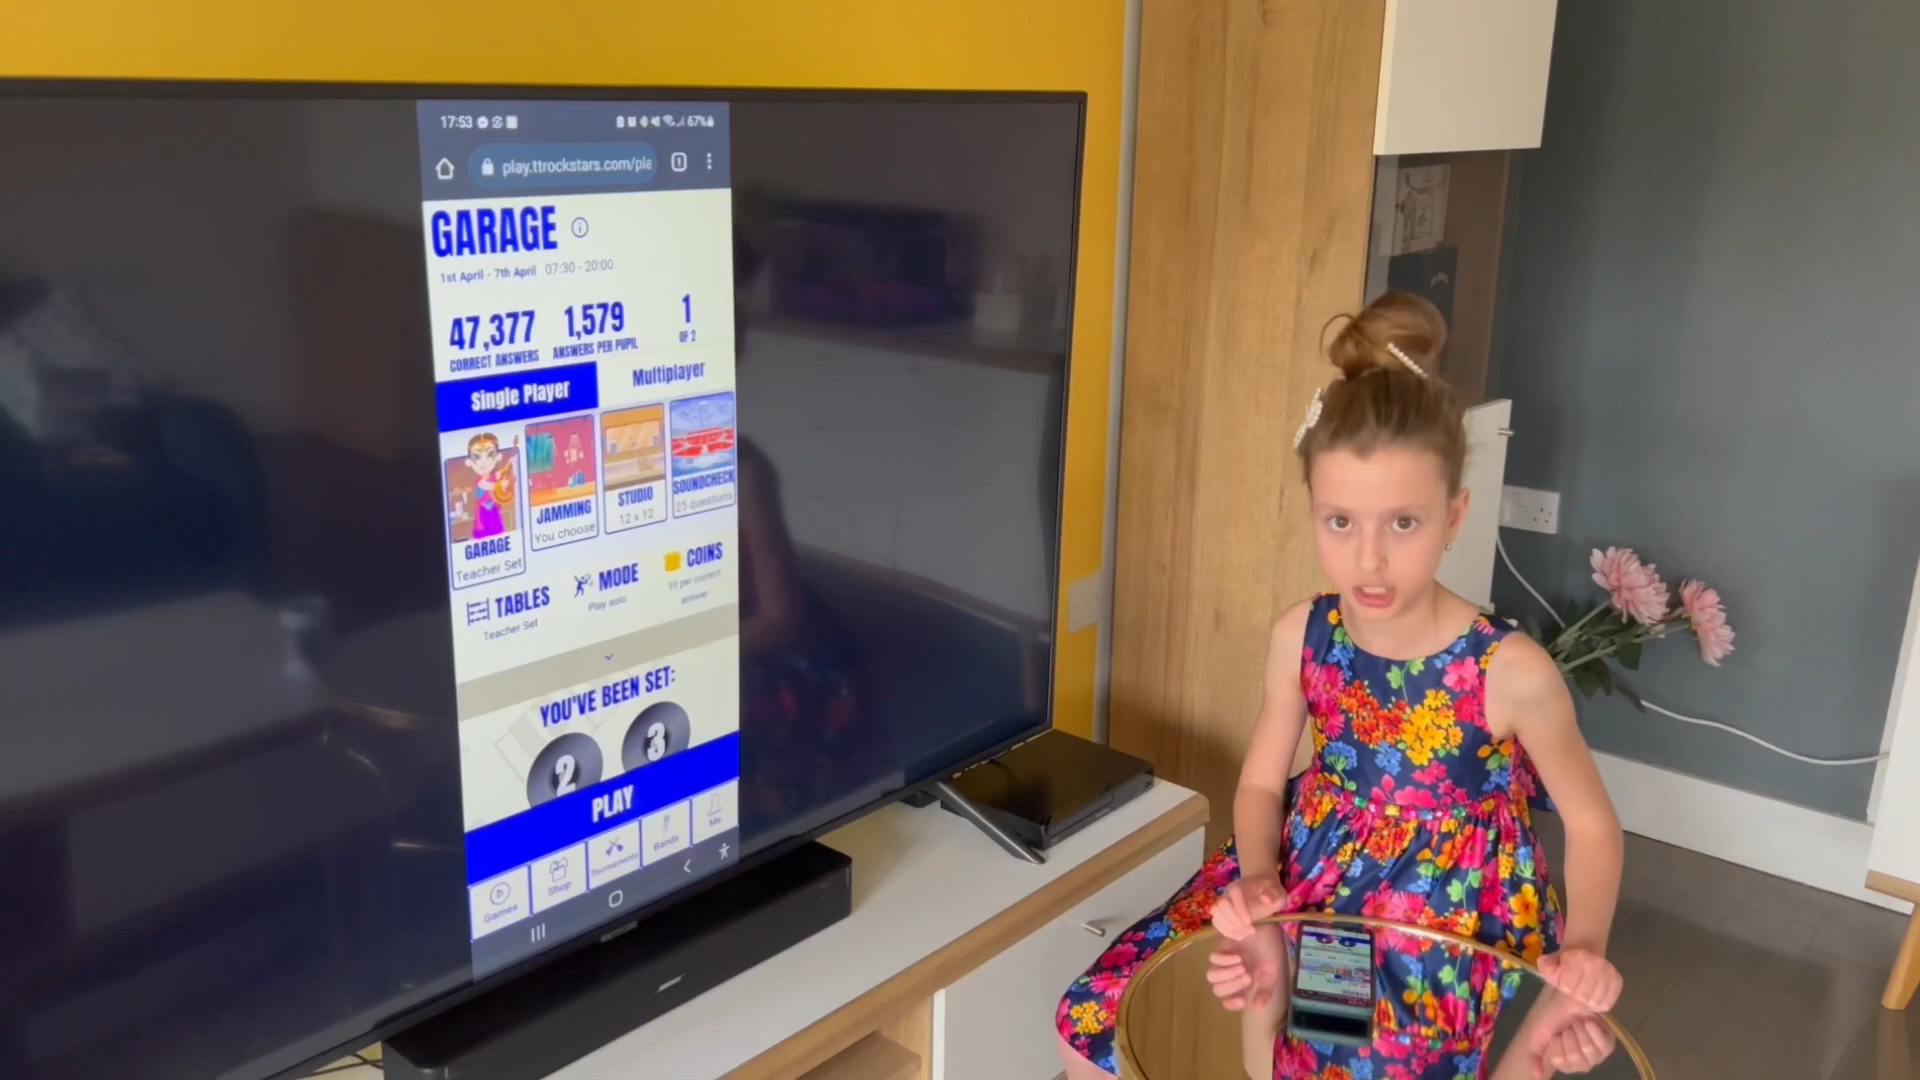 17:53
67%
play.ttrockstars.com/pla
1
GARAGE
1st April - 7th April 07:30 - 20:00
47,377 1,579 1
CORRECT ANSWERS ANSWERS PER PUPIL OF 2
Single Player Multiplayer
GARAGE JAMMING STUDIO SOUNDCHECK
Teacher Set You choose 12 x 12 25 questions
TABLES MODE COINS
Teacher Set Play solo 10 per correct
answer
YOU'VE BEEN SET:
2 3
PLAY
Games Shop Tournaments Bands Me